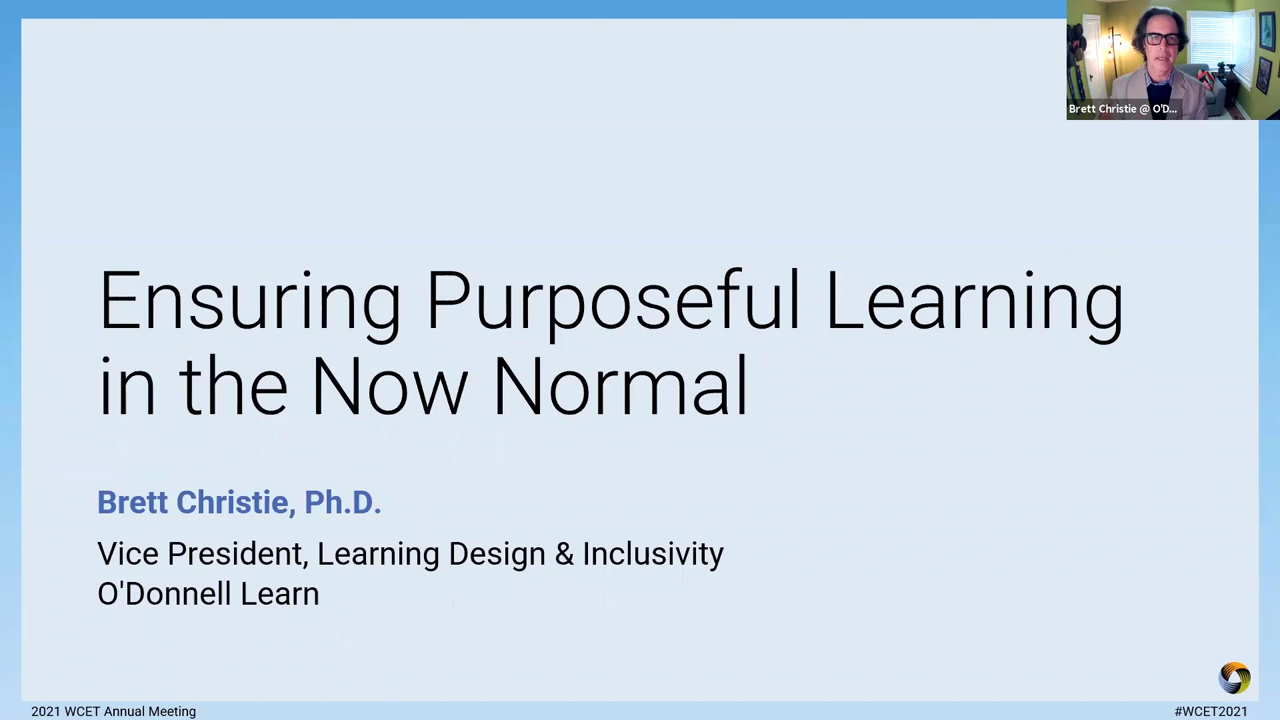 Brett Christie @ O'D...
Ensuring Purposeful Learning
in the Now Normal
Brett Christie, Ph.D.
Vice President, Learning Design & Inclusivity
O'Donnell Learn
2021 WCET Annual Meeting
#WCET2021